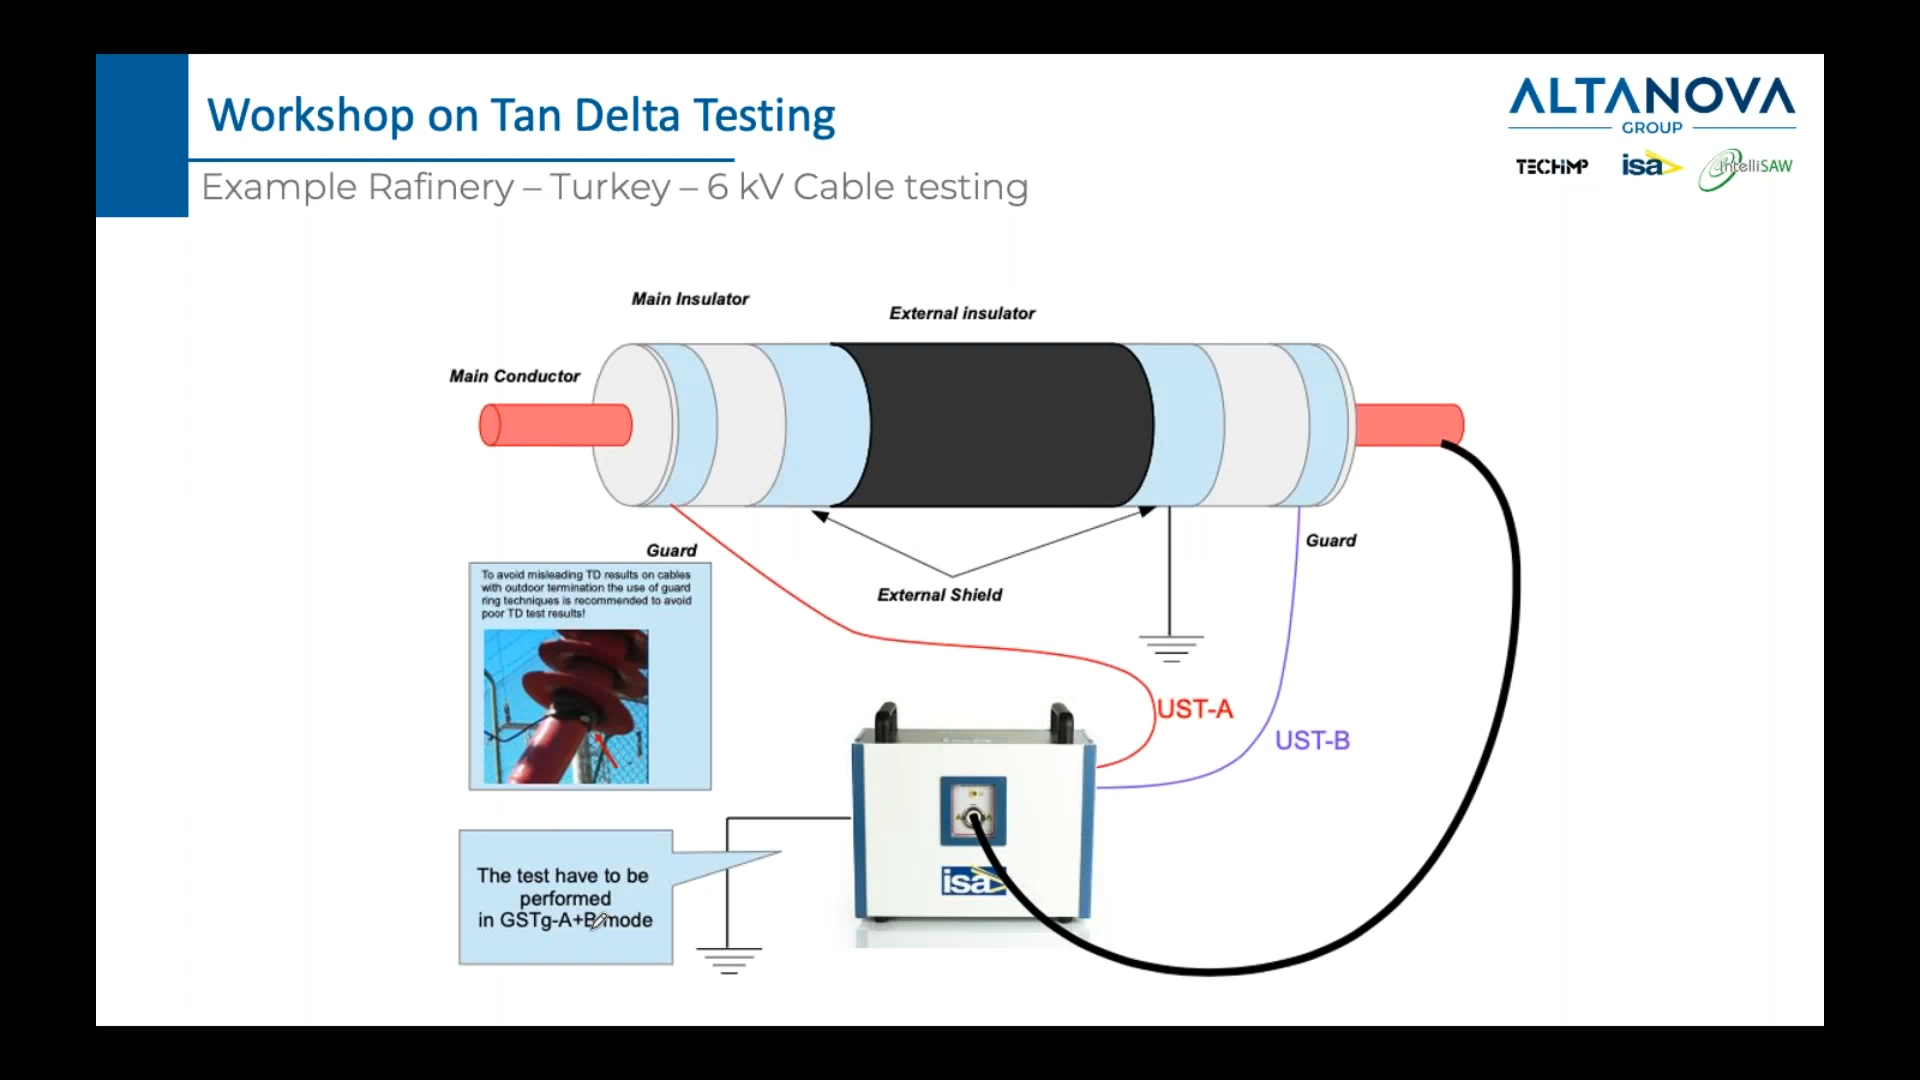 Workshop on Tan Delta Testing
Example Rafinery – Turkey – 6 kV Cable testing
ALTANOVA
GROUP
TECHIMP
isa
IntelliSAW
Main Insulator
External insulator
Main Conductor
Guard
Guard
External Shield
To avoid misleading TD results on cables
with outdoor termination the use of guard
ring techniques is recommended to avoid
poor TD test results!
UST-A
UST-B
isa
The test have to be
performed
in GSTg-A+B mode